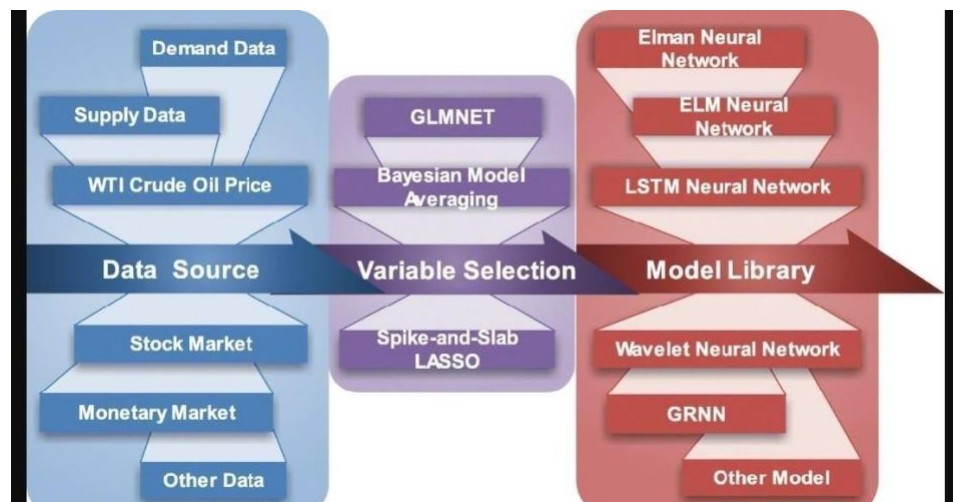 Demand Data
Supply Data
WTI Crude Oil Price
Data Source
Stock Market
Monetary Market
Other Data
GLMNET
Bayesian Model
Averaging
Variable Selection
Spike-and-Slab
LASSO
Elman Neural
Network
ELM Neural
Network
LSTM Neural Network
Model Library
Wavelet Neural Network
GRNN
Other Model